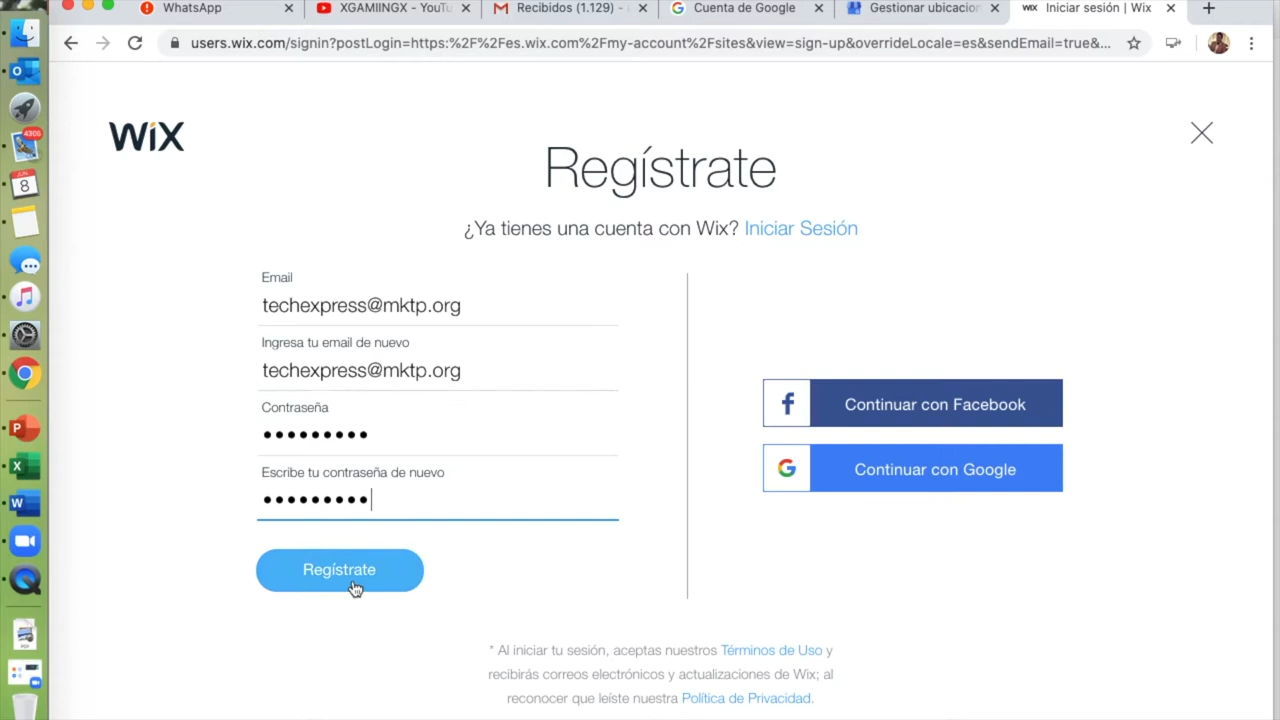 WhatsApp
XGAMIINGX - YouTu
Recibidos (1.129) -
Cuenta de Google
Gestionar ubicacion
WiX Iniciar sesión | Wix
users.wix.com/signin?postLogin=https:%2F%2Fes.wix.com%2Fmy-account%2Fsites&view=sign-up&overrideLocale=es&sendEmail=true&...
4306
JUN
8
WiX
Regístrate
¿Ya tienes una cuenta con Wix? Iniciar Sesión
Email
techexpress@mktp.org
Ingresa tu email de nuevo
techexpress@mktp.org
Contraseña
•••••••••
Escribe tu contraseña de nuevo
•••••••••
Regístrate
Continuar con Facebook
Continuar con Google
* Al iniciar tu sesión, aceptas nuestros Términos de Uso y
recibirás correos electrónicos y actualizaciones de Wix; al
reconocer que leíste nuestra Política de Privacidad.